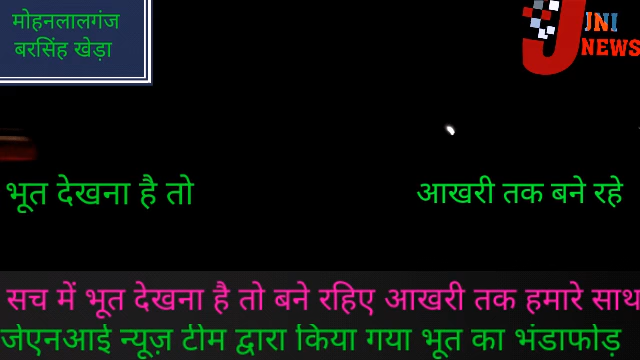 मोहनलालगंज
बरसिंह खेड़ा
JNI
NEWS
भूत देखना है तो
आखरी तक बने रहे
सच में भूत देखना है तो बने रहिए आखरी तक हमारे साथ
जेएनआई न्यूज़ टीम द्वारा किया गया भूत का भंडाफोड़